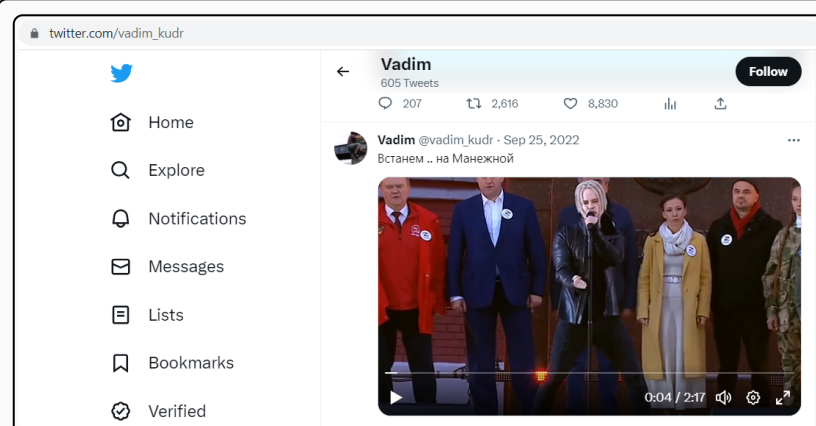 twitter.com/vadim_kudr
Home
Explore
Notifications
Messages
Lists
Bookmarks
Verified
Vadim
605 Tweets
Follow
207 2,616 8,830
Vadim @vadim_kudr · Sep 25, 2022
Встанем .. на Манежной
0:04 / 2:17